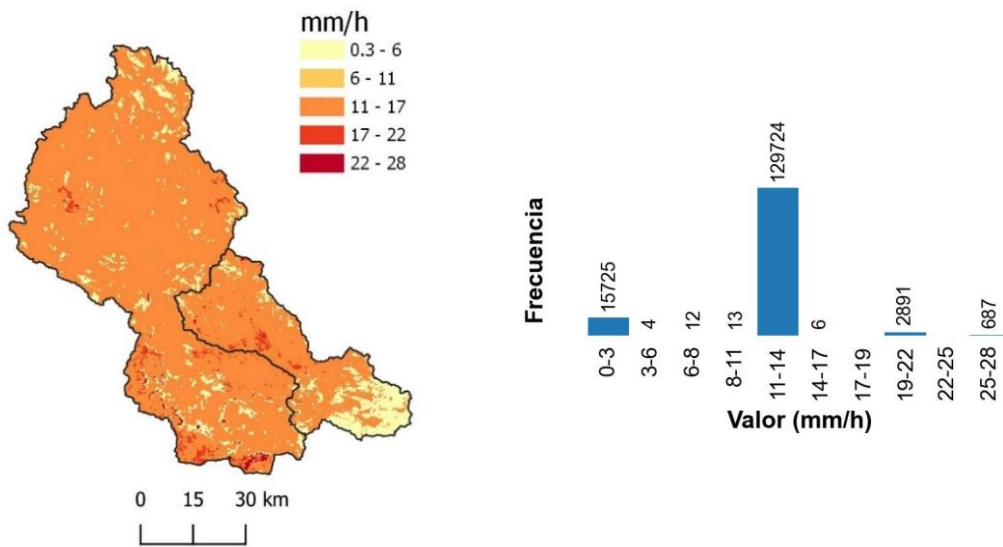 mm/h
0.3 - 6
6 - 11
11 - 17
17 - 22
22 - 28
0 15 30 km
Frecuencia
15725
4
12
13
129724
6
2891
687
0-3
3-6
6-8
8-11
11-14
14-17
17-19
19-22
22-25
25-28
Valor (mm/h)